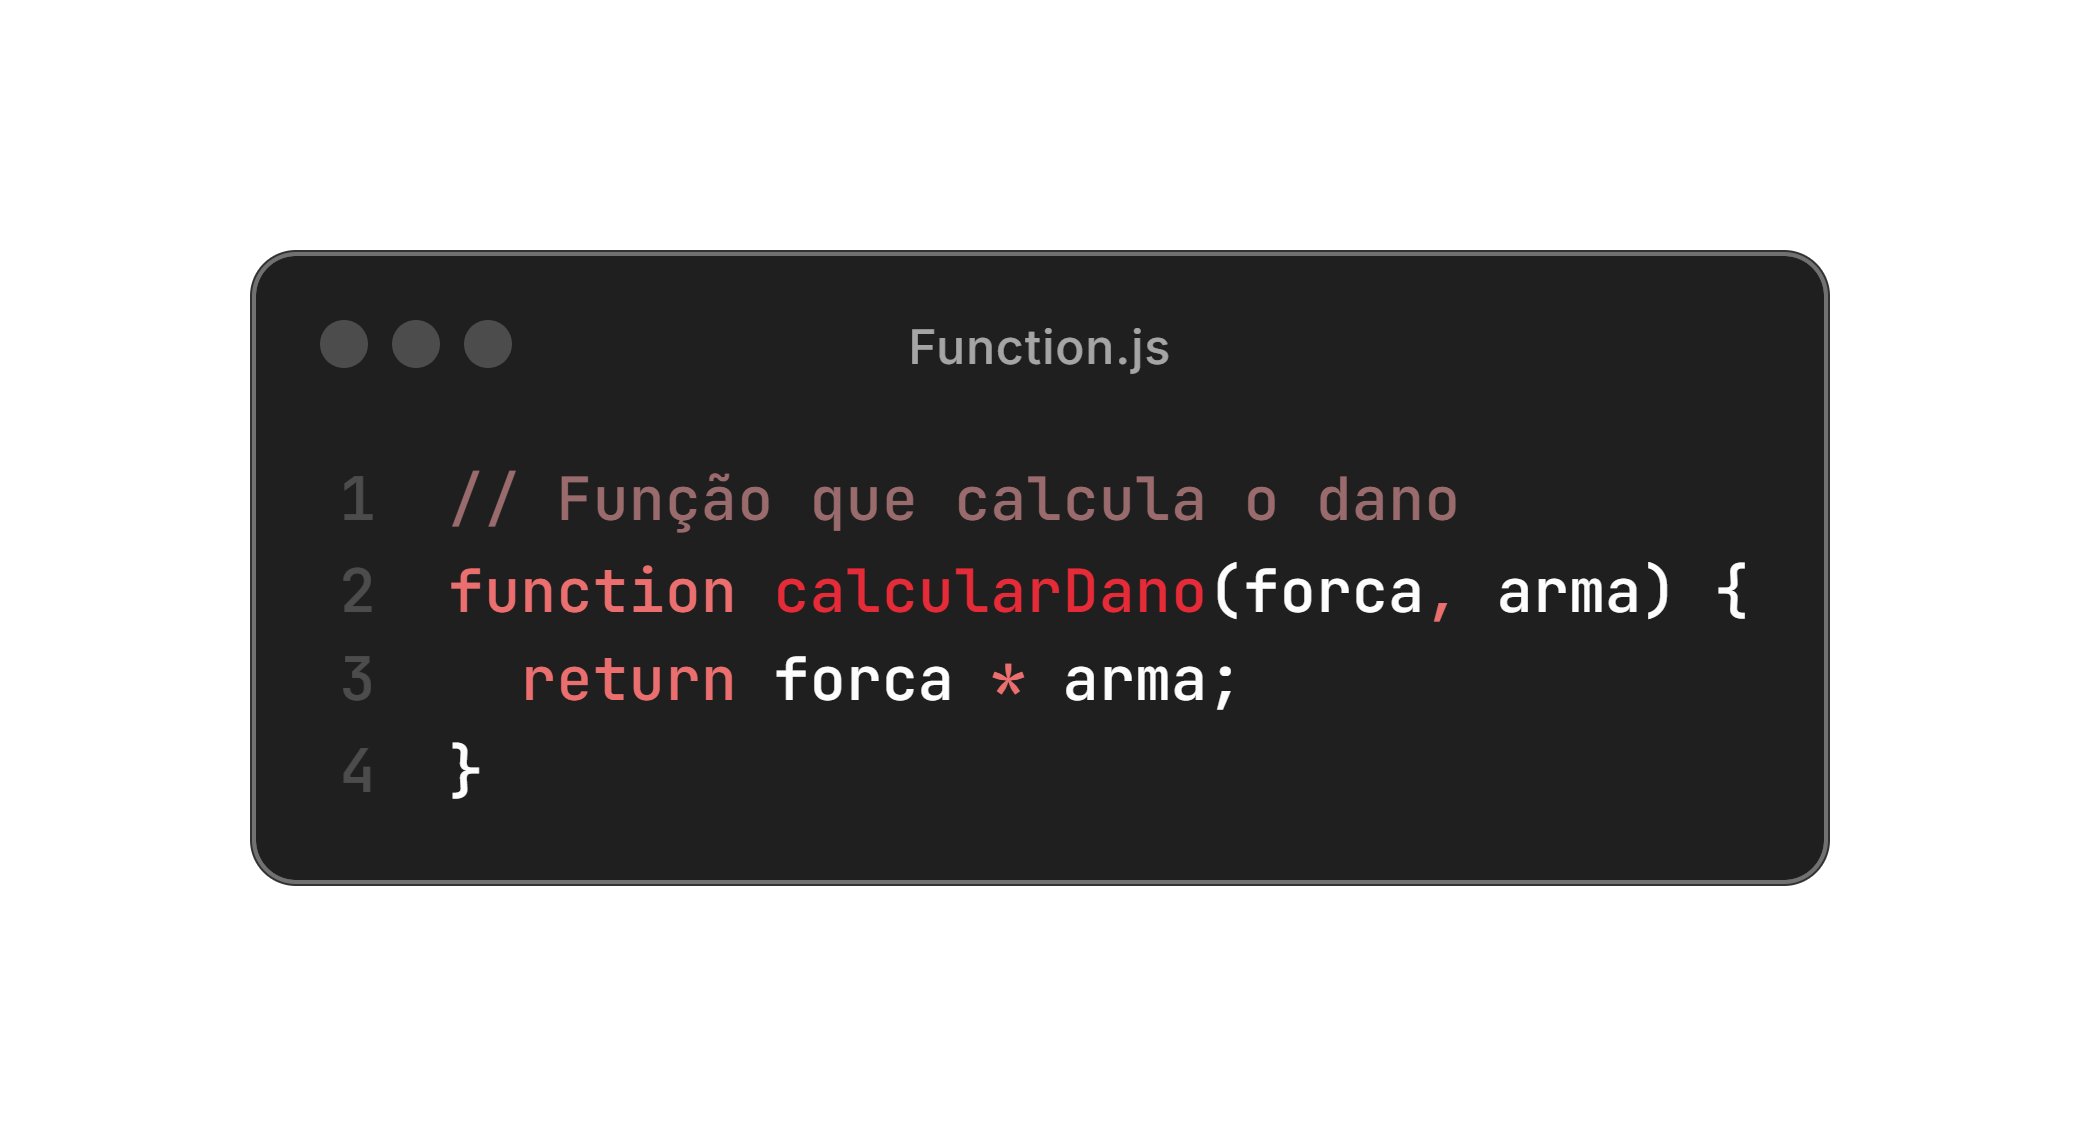 Function.js
1 // Função que calcula o dano
2 function calcularDano(forca, arma) {
3   return forca * arma;
4 }